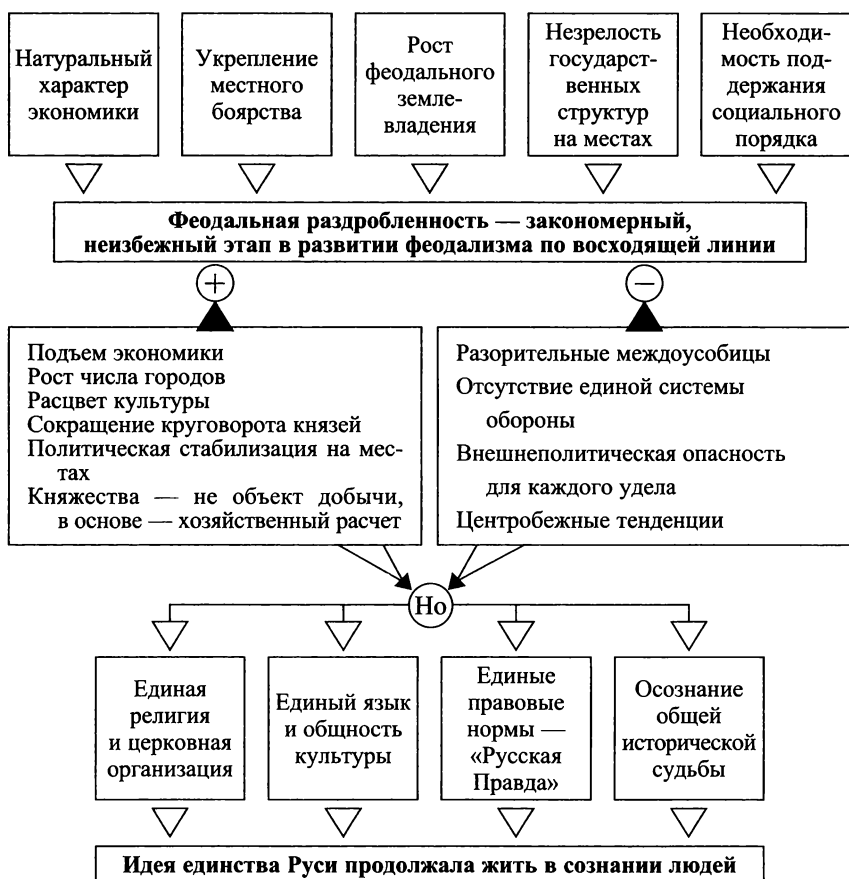 Натуральный
характер
экономики
Укрепление
местного
боярства
Рост
феодального
земле-
владения
Незрелость
государст-
венных
структур
на местах
Необходи-
мость под-
держания
социального
порядка
Феодальная раздробленность — закономерный,
неизбежный этап в развитии феодализма по восходящей линии
+
−
Подъем экономики
Рост числа городов
Расцвет культуры
Сокращение круговорота князей
Политическая стабилизация на мес-
тах
Княжества — не объект добычи,
в основе — хозяйственный расчет
Разорительные междоусобицы
Отсутствие единой системы
обороны
Внешнеполитическая опасность
для каждого удела
Центробежные тенденции
Но
Единая
религия
и церковная
организация
Единый язык
и общность
культуры
Единые
правовые
нормы —
«Русская
Правда»
Осознание
общей
исторической
судьбы
Идея единства Руси продолжала жить в сознании людей